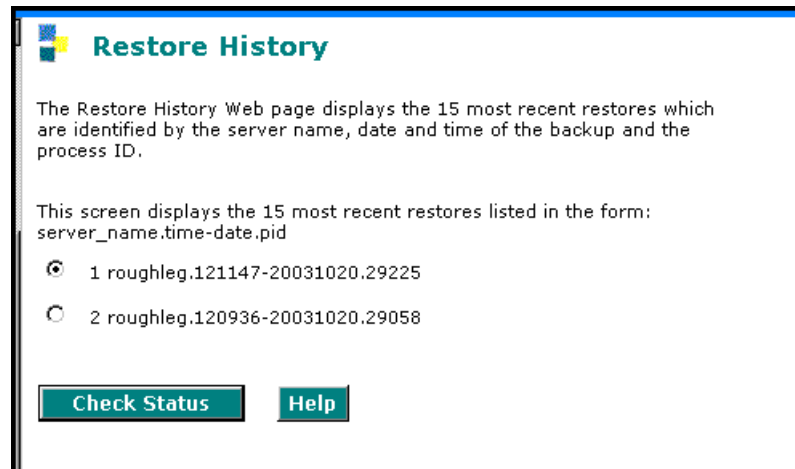 Restore History
The Restore History Web page displays the 15 most recent restores which
are identified by the server name, date and time of the backup and the
process ID.
This screen displays the 15 most recent restores listed in the form:
server_name.time-date.pid
1 roughleg.121147-20031020.29225
2 roughleg.120936-20031020.29058
Check Status Help